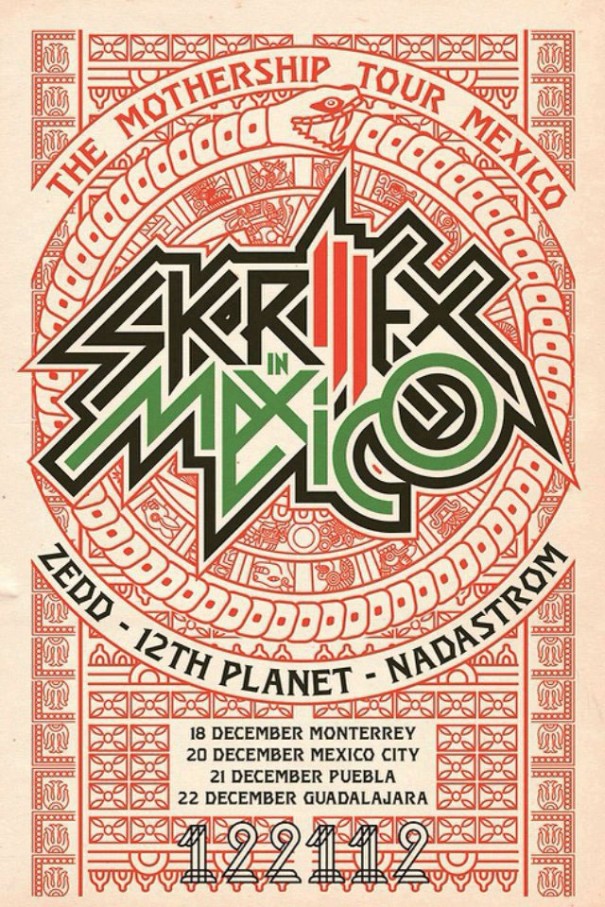 THE MOTHERSHIP TOUR MEXICO
SKRILLEX
IN
MEXICO
ZEDD - 12TH PLANET - NADASTROM
18 DECEMBER MONTERREY
20 DECEMBER MEXICO CITY
21 DECEMBER PUEBLA
22 DECEMBER GUADALAJARA
122112